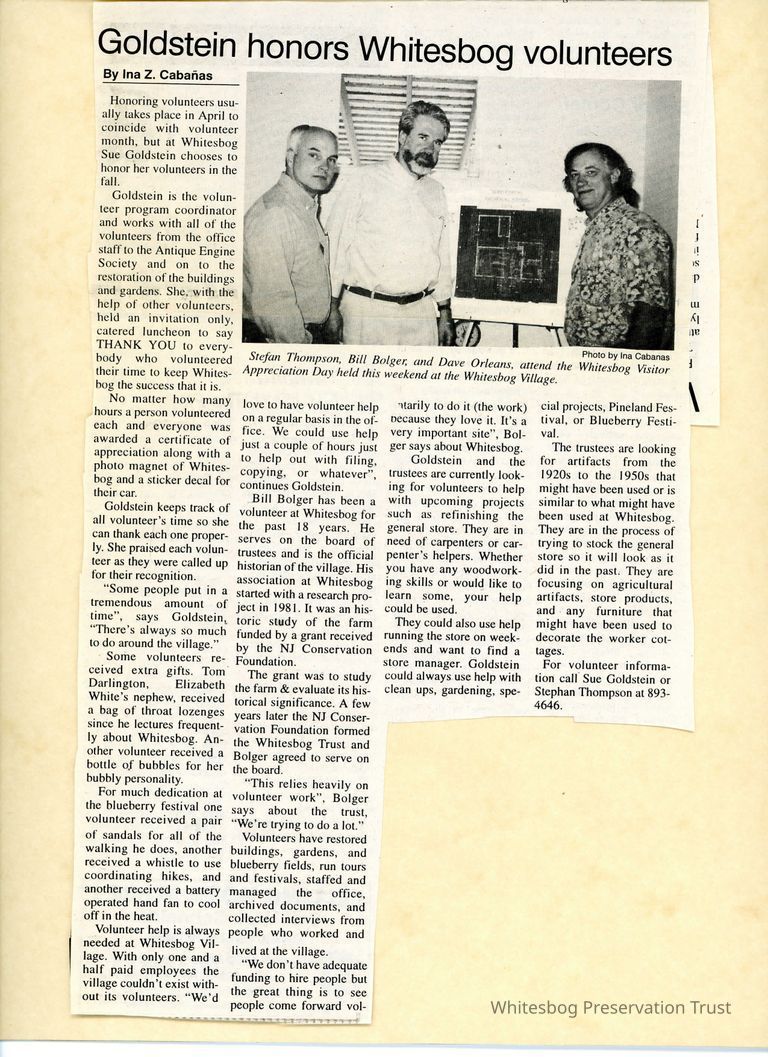 Goldstein honors Whitesbog volunteers
By Ina Z. Cabañas
Honoring volunteers usu-
ally takes place in April to
coincide with volunteer
month, but at Whitesbog
Sue Goldstein chooses to
honor her volunteers in the
fall.
Goldstein is the volun-
teer program coordinator
and works with all of the
volunteers from the office
staff to the Antique Engine
Society and on to the
restoration of the buildings
and gardens. She, with the
help of other volunteers,
held an invitation only,
catered luncheon to say
THANK YOU to every-
body who volunteered
their time to keep Whites-
bog the success that it is.
No matter how many
hours a person volunteered
each and everyone was
awarded a certificate of
appreciation along with a
photo magnet of Whites-
bog and a sticker decal for
their car.
Goldstein keeps track of
all volunteer's time so she
can thank each one proper-
ly. She praised each volun-
teer as they were called up
for their recognition.
"Some people put in a
tremendous amount of
time", says Goldstein,
"There's always so much
to do around the village."
Some volunteers re-
ceived extra gifts. Tom
Darlington, Elizabeth
White's nephew, received
a bag of throat lozenges
since he lectures frequent-
ly about Whitesbog. An-
other volunteer received a
bottle of bubbles for her
bubbly personality.
For much dedication at
the blueberry festival one
volunteer received a pair
of sandals for all of the
walking he does, another
received a whistle to use
coordinating hikes, and
another received a battery
operated hand fan to cool
off in the heat.
Volunteer help is always
needed at Whitesbog Vil-
lage. With only one and a
half paid employees the
village couldn't exist with-
out its volunteers. "We'd
Photo by Ina Cabanas
Stefan Thompson, Bill Bolger, and Dave Orleans, attend the Whitesbog Visitor
Appreciation Day held this weekend at the Whitesbog Village.
love to have volunteer help
on a regular basis in the of-
fice. We could use help
just a couple of hours just
to help out with filing,
copying, or whatever",
continues Goldstein.
Bill Bolger has been a
volunteer at Whitesbog for
the past 18 years. He
serves on the board of
trustees and is the official
historian of the village. His
association at Whitesbog
started with a research pro-
ject in 1981. It was an his-
toric study of the farm
funded by a grant received
by the NJ Conservation
Foundation.
The grant was to study
the farm & evaluate its his-
torical significance. A few
years later the NJ Conser-
vation Foundation formed
the Whitesbog Trust and
Bolger agreed to serve on
the board.
"This relies heavily on
volunteer work", Bolger
says about the trust,
"We're trying to do a lot."
Volunteers have restored
buildings, gardens, and
blueberry fields, run tours
and festivals, staffed and
managed the office,
archived documents, and
collected interviews from
people who worked and
lived at the village.
"We don't have adequate
funding to hire people but
the great thing is to see
people come forward vol-
ntarily to do it (the work)
because they love it. It's a
very important site", Bol-
ger says about Whitesbog.
Goldstein and the
trustees are currently look-
ing for volunteers to help
with upcoming projects
such as refinishing the
general store. They are in
need of carpenters or car-
penter's helpers. Whether
you have any woodwork-
ing skills or would like to
learn some, your help
could be used.
They could also use help
running the store on week-
ends and want to find a
store manager. Goldstein
could always use help with
clean ups, gardening, spe-
cial projects, Pineland Fes-
tival, or Blueberry Festi-
val.
The trustees are looking
for artifacts from the
1920s to the 1950s that
might have been used or is
similar to what might have
been used at Whitesbog.
They are in the process of
trying to stock the general
store so it will look as it
did in the past. They are
focusing on agricultural
artifacts, store products,
and any furniture that
might have been used to
decorate the worker cot-
tages.
For volunteer informa-
tion call Sue Goldstein or
Stephan Thompson at 893-
4646.
Whitesbog Preservation Trust